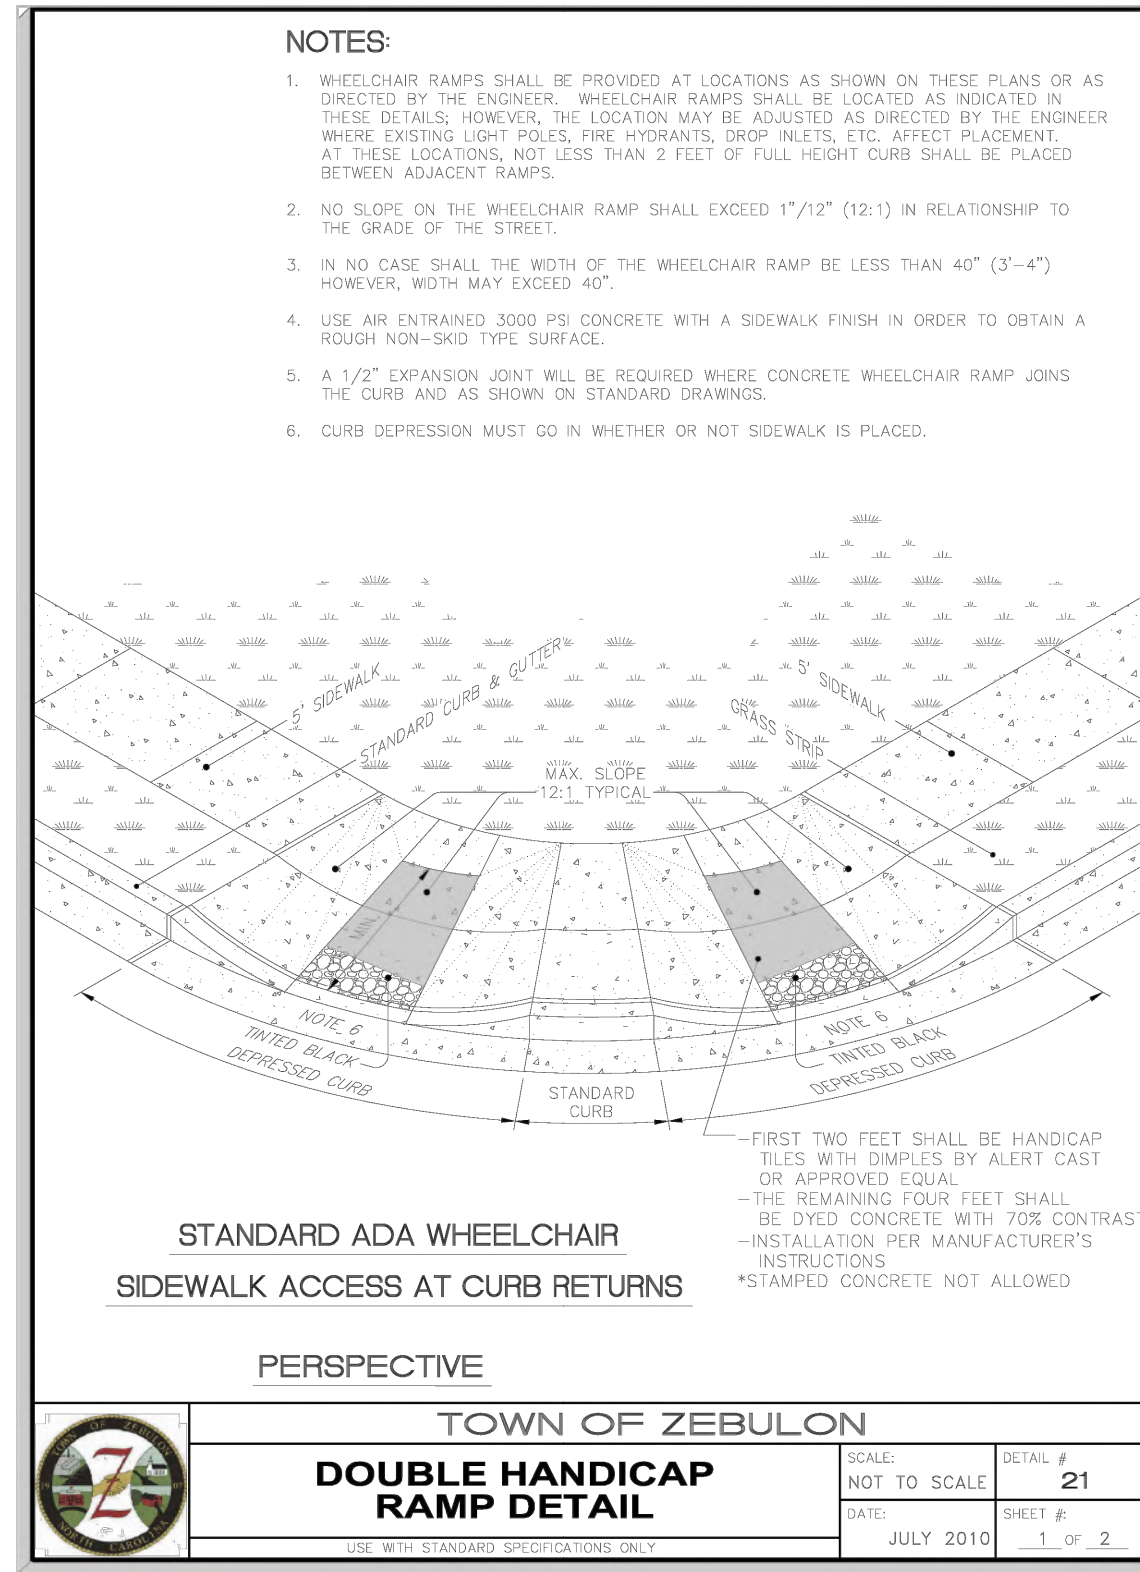 NOTES:
1. WHEELCHAIR RAMPS SHALL BE PROVIDED AT LOCATIONS AS SHOWN ON THESE PLANS OR AS
DIRECTED BY THE ENGINEER. WHEELCHAIR RAMPS SHALL BE LOCATED AS INDICATED IN
THESE DETAILS; HOWEVER, THE LOCATION MAY BE ADJUSTED AS DIRECTED BY THE ENGINEER
WHERE EXISTING LIGHT POLES, FIRE HYDRANTS, DROP INLETS, ETC. AFFECT PLACEMENT.
AT THESE LOCATIONS, NOT LESS THAN 2 FEET OF FULL HEIGHT CURB SHALL BE PLACED
BETWEEN ADJACENT RAMPS.
2. NO SLOPE ON THE WHEELCHAIR RAMP SHALL EXCEED 1"/12" (12:1) IN RELATIONSHIP TO
THE GRADE OF THE STREET.
3. IN NO CASE SHALL THE WIDTH OF THE WHEELCHAIR RAMP BE LESS THAN 40" (3'-4")
HOWEVER, WIDTH MAY EXCEED 40".
4. USE AIR ENTRAINED 3000 PSI CONCRETE WITH A SIDEWALK FINISH IN ORDER TO OBTAIN A
ROUGH NON-SKID TYPE SURFACE.
5. A 1/2" EXPANSION JOINT WILL BE REQUIRED WHERE CONCRETE WHEELCHAIR RAMP JOINS
THE CURB AND AS SHOWN ON STANDARD DRAWINGS.
6. CURB DEPRESSION MUST GO IN WHETHER OR NOT SIDEWALK IS PLACED.
5' SIDEWALK
STANDARD CURB & GUTTER
5' SIDEWALK
GRASS STRIP
MAX. SLOPE
12:1 TYPICAL
MIN.
NOTE 6
TINTED BLACK
DEPRESSED CURB
STANDARD
CURB
NOTE 6
TINTED BLACK
DEPRESSED CURB
-FIRST TWO FEET SHALL BE HANDICAP
TILES WITH DIMPLES BY ALERT CAST
OR APPROVED EQUAL
-THE REMAINING FOUR FEET SHALL
BE DYED CONCRETE WITH 70% CONTRAST
-INSTALLATION PER MANUFACTURER'S
INSTRUCTIONS
*STAMPED CONCRETE NOT ALLOWED
STANDARD ADA WHEELCHAIR
SIDEWALK ACCESS AT CURB RETURNS
PERSPECTIVE
TOWN OF ZEBULON
Z
1907
NORTH CAROLINA
TOWN OF ZEBULON
DOUBLE HANDICAP
RAMP DETAIL
USE WITH STANDARD SPECIFICATIONS ONLY
SCALE:
NOT TO SCALE
DETAIL #
21
DATE:
JULY 2010
SHEET #:
1 OF 2